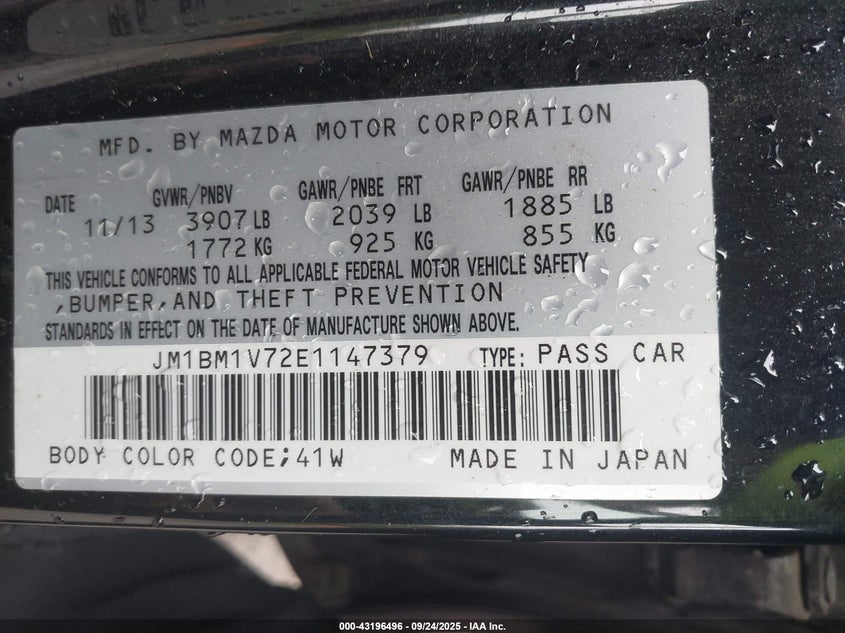 MFD. BY MAZDA MOTOR CORPORATION
DATE GVWR/PNBV GAWR/PNBE FRT GAWR/PNBE RR
11/13 3907 LB 2039 LB 1885 LB
1772 KG 925 KG 855 KG
THIS VEHICLE CONFORMS TO ALL APPLICABLE FEDERAL MOTOR VEHICLE SAFETY
,BUMPER,AND THEFT PREVENTION
STANDARDS IN EFFECT ON THE DATE OF MANUFACTURE SHOWN ABOVE.
JM1BM1V72E1147379 TYPE: PASS CAR
BODY COLOR CODE;41W MADE IN JAPAN
000-43196496 - 09/24/2025 - IAA Inc.